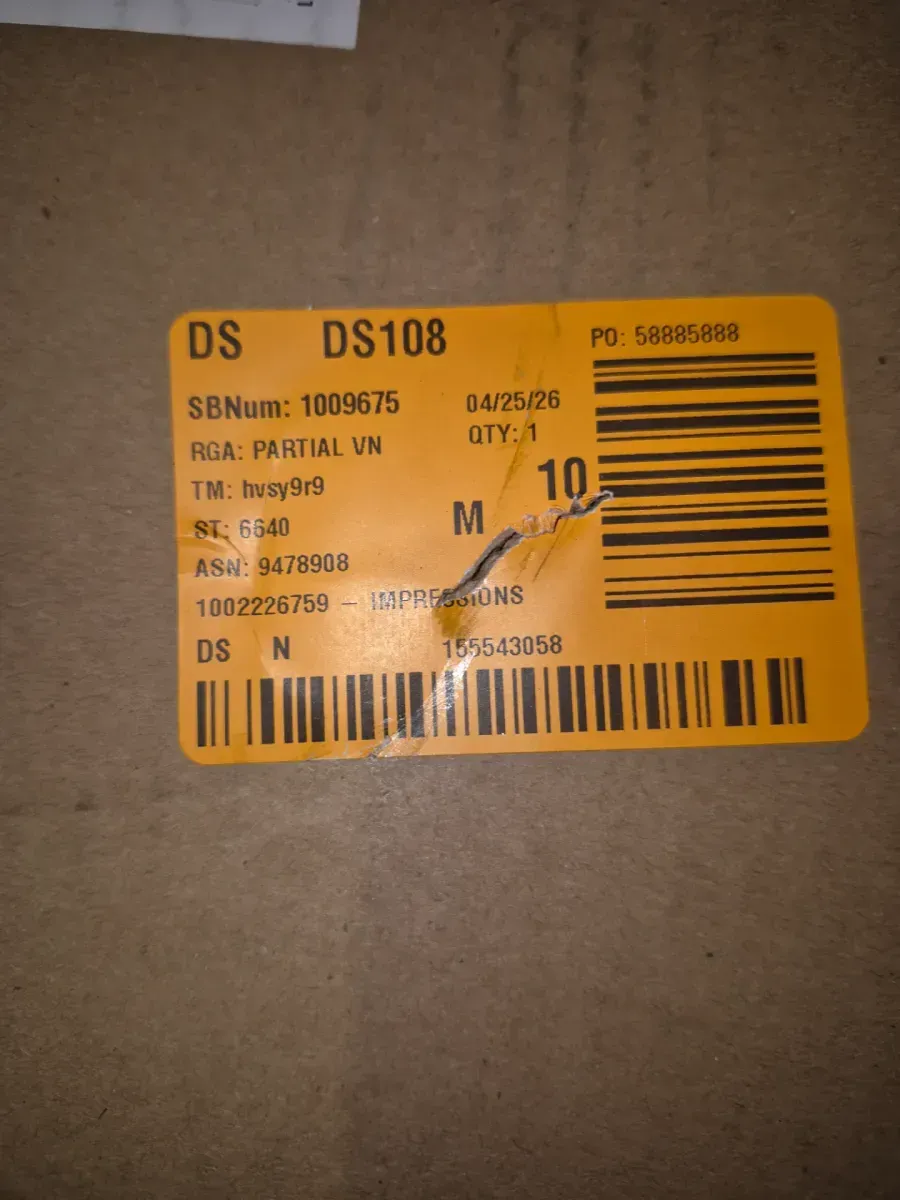 DS DS108
PO: 58885888
SBNum: 1009675 04/25/26
RGA: PARTIAL VN QTY: 1
TM: hvsy9r9 10
ST: 6640 M
ASN: 9478908
1002226759 – IMPRESSIONS
DS N 155543058